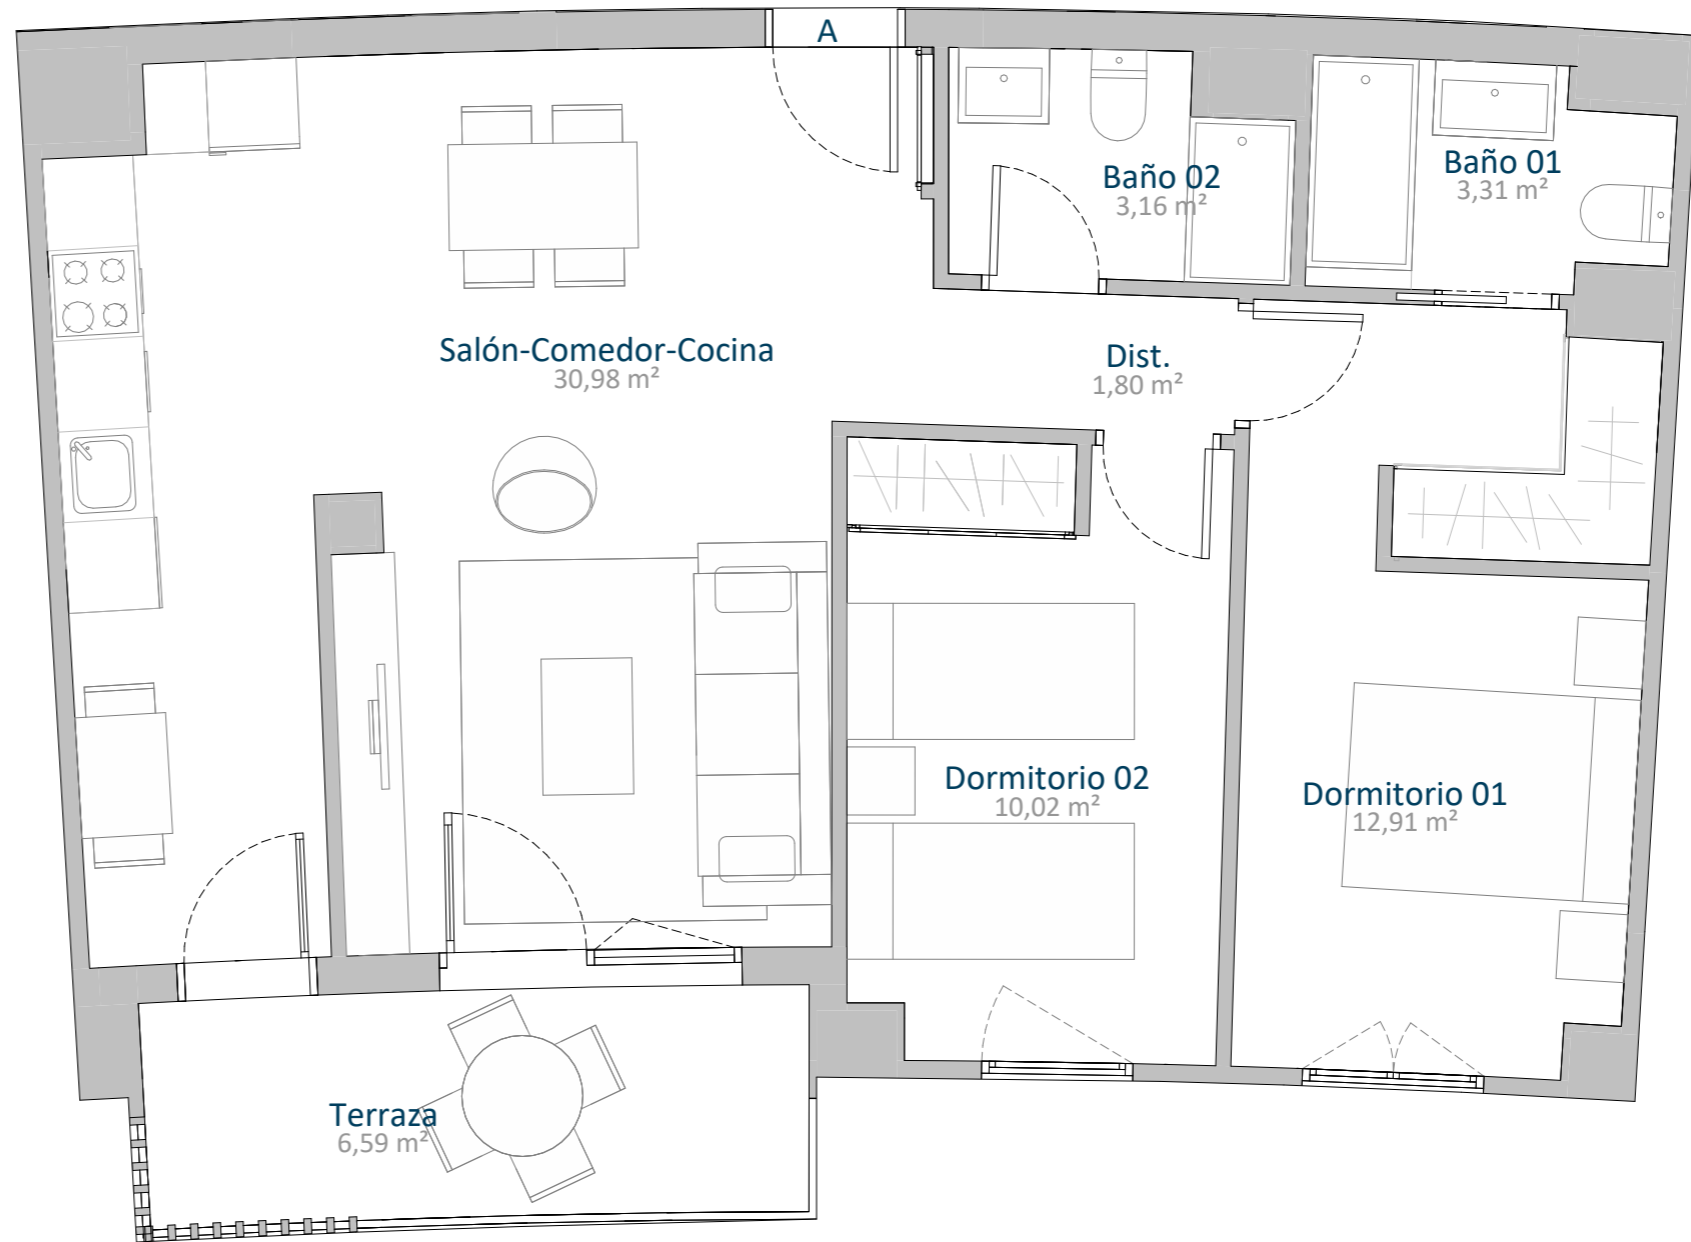 A
Baño 02
3,16 m²
Baño 01
3,31 m²
Salón-Comedor-Cocina
30,98 m²
Dist.
1,80 m²
Dormitorio 02
10,02 m²
Dormitorio 01
12,91 m²
Terraza
6,59 m²